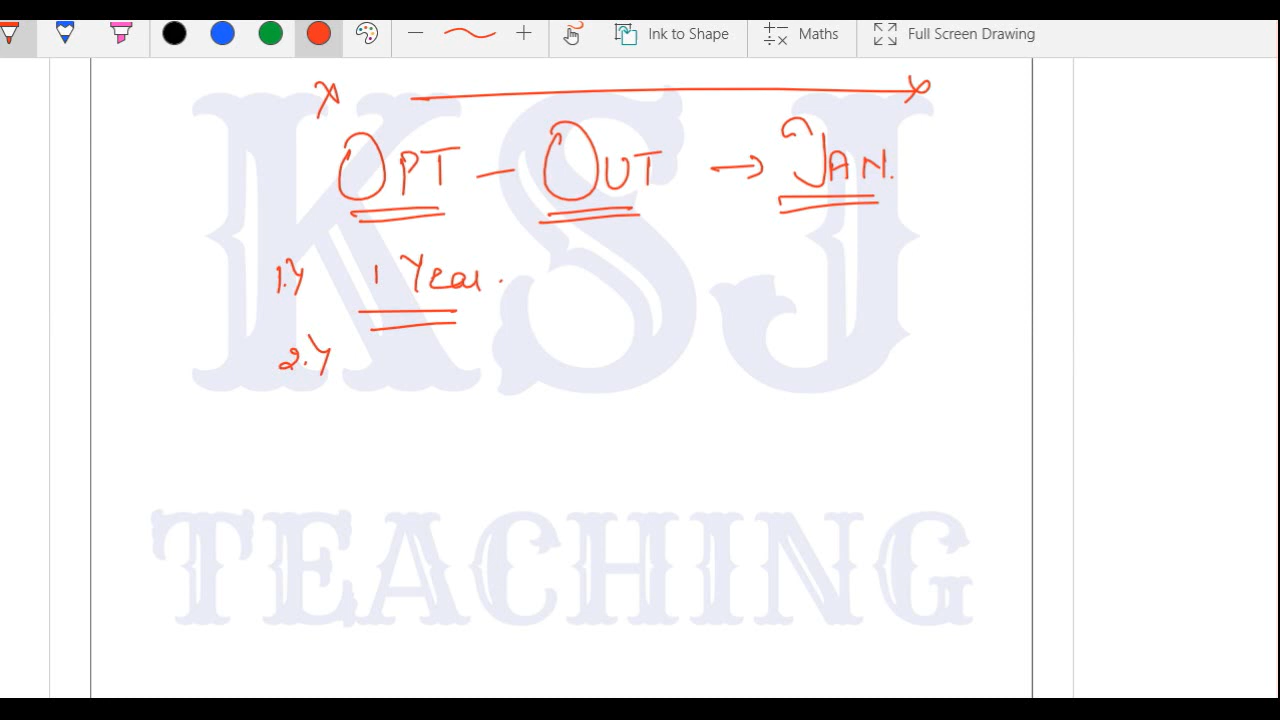 Ink to Shape Maths Full Screen Drawing
OPT - OUT → JAN.
1.Y 1 Year.
2.Y
KSJ
TEACHING